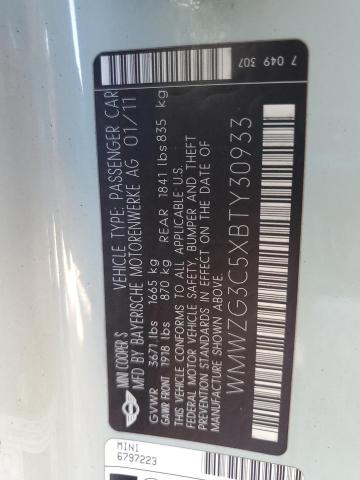 MINI COOPER S
VEHICLE TYPE: PASSENGER CAR
MFD BY BAYERISCHE MOTORENWERKE AG 01/11
GVWR 3671 lbs 1665 kg
GAWR FRONT 1918 lbs 870 kg REAR 1841 lbs 835 kg
THIS VEHICLE CONFORMS TO ALL APPLICABLE U.S.
FEDERAL MOTOR VEHICLE SAFETY, BUMPER AND THEFT
PREVENTION STANDARDS IN EFFECT ON THE DATE OF
MANUFACTURE SHOWN ABOVE
WMWZG3C5XBTY30933
7 049 307
MINI
6797223